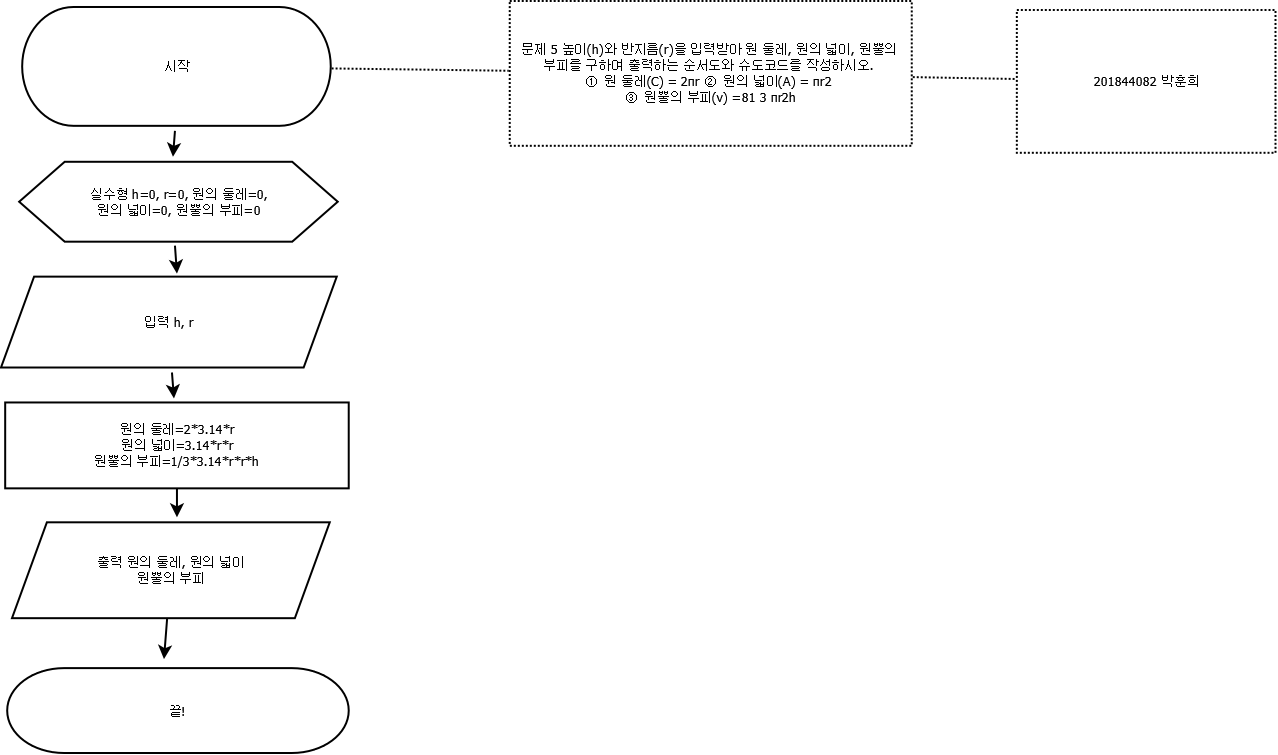 시작
문제 5 높이(h)와 반지름(r)을 입력받아 원 둘레, 원의 넓이, 원뿔의
부피를 구하며 출력하는 순서도와 슈도코드를 작성하시오.
① 원 둘레(C) = 2πr ② 원의 넓이(A) = πr2
③ 원뿔의 부피(v) =81 3 πr2h
201844082 박훈희
실수형 h=0, r=0, 원의 둘레=0,
원의 넓이=0, 원뿔의 부피=0
입력 h, r
원의 둘레=2*3.14*r
원의 넓이=3.14*r*r
원뿔의 부피=1/3*3.14*r*r*h
출력 원의 둘레, 원의 넓이
원뿔의 부피
끝!